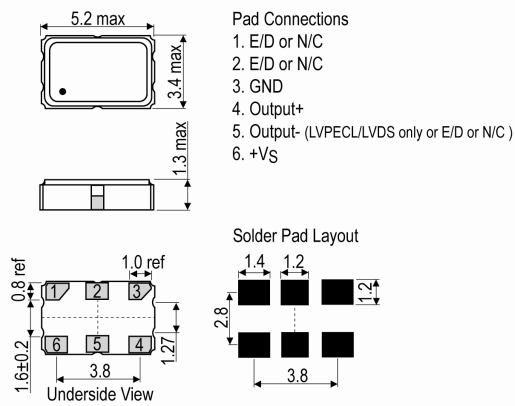 5.2 max
3.4 max
1.3 max
Pad Connections
1. E/D or N/C
2. E/D or N/C
3. GND
4. Output+
5. Output- (LVPECL/LVDS only or E/D or N/C )
6. +VS
1.0 ref
0.8 ref
1 2 3
6 5 4
1.6±0.2
1.27
3.8
Underside View
Solder Pad Layout
1.4 1.2
1.2
2.8
3.8